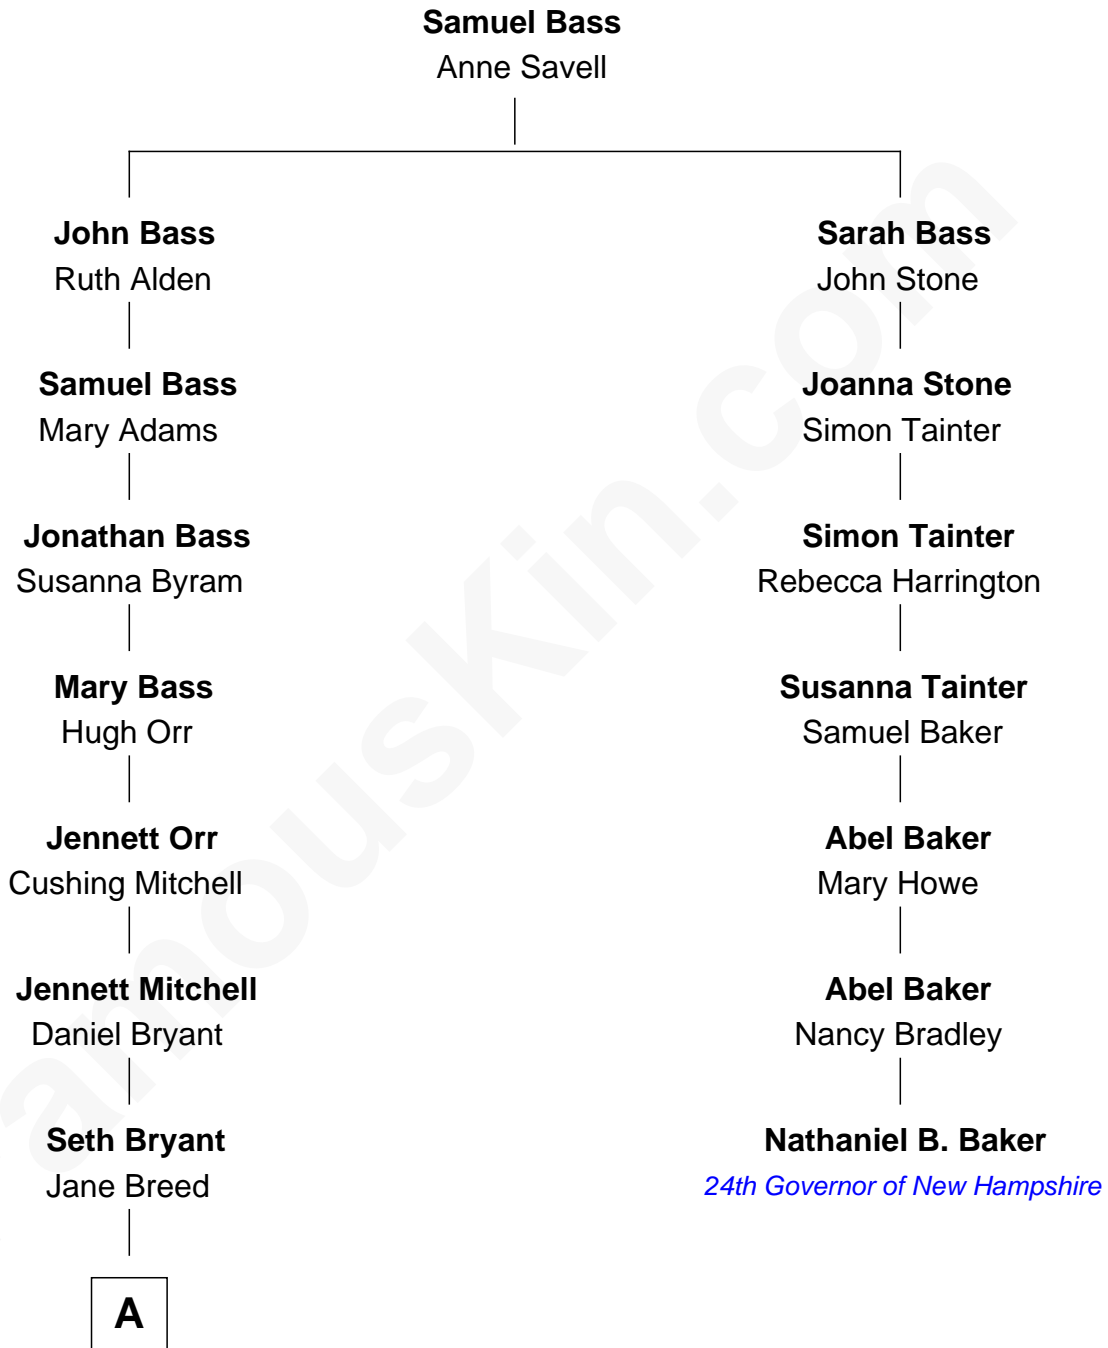 Samuel Bass
Anne Savell
John Bass
Ruth Alden
Sarah Bass
John Stone
Samuel Bass
Mary Adams
Joanna Stone
Simon Tainter
Jonathan Bass
Susanna Byram
Simon Tainter
Rebecca Harrington
Mary Bass
Hugh Orr
Susanna Tainter
Samuel Baker
Jennett Orr
Cushing Mitchell
Abel Baker
Mary Howe
Jennett Mitchell
Daniel Bryant
Abel Baker
Nancy Bradley
Seth Bryant
Jane Breed
Nathaniel B. Baker
24th Governor of New Hampshire
A
amouskin.com